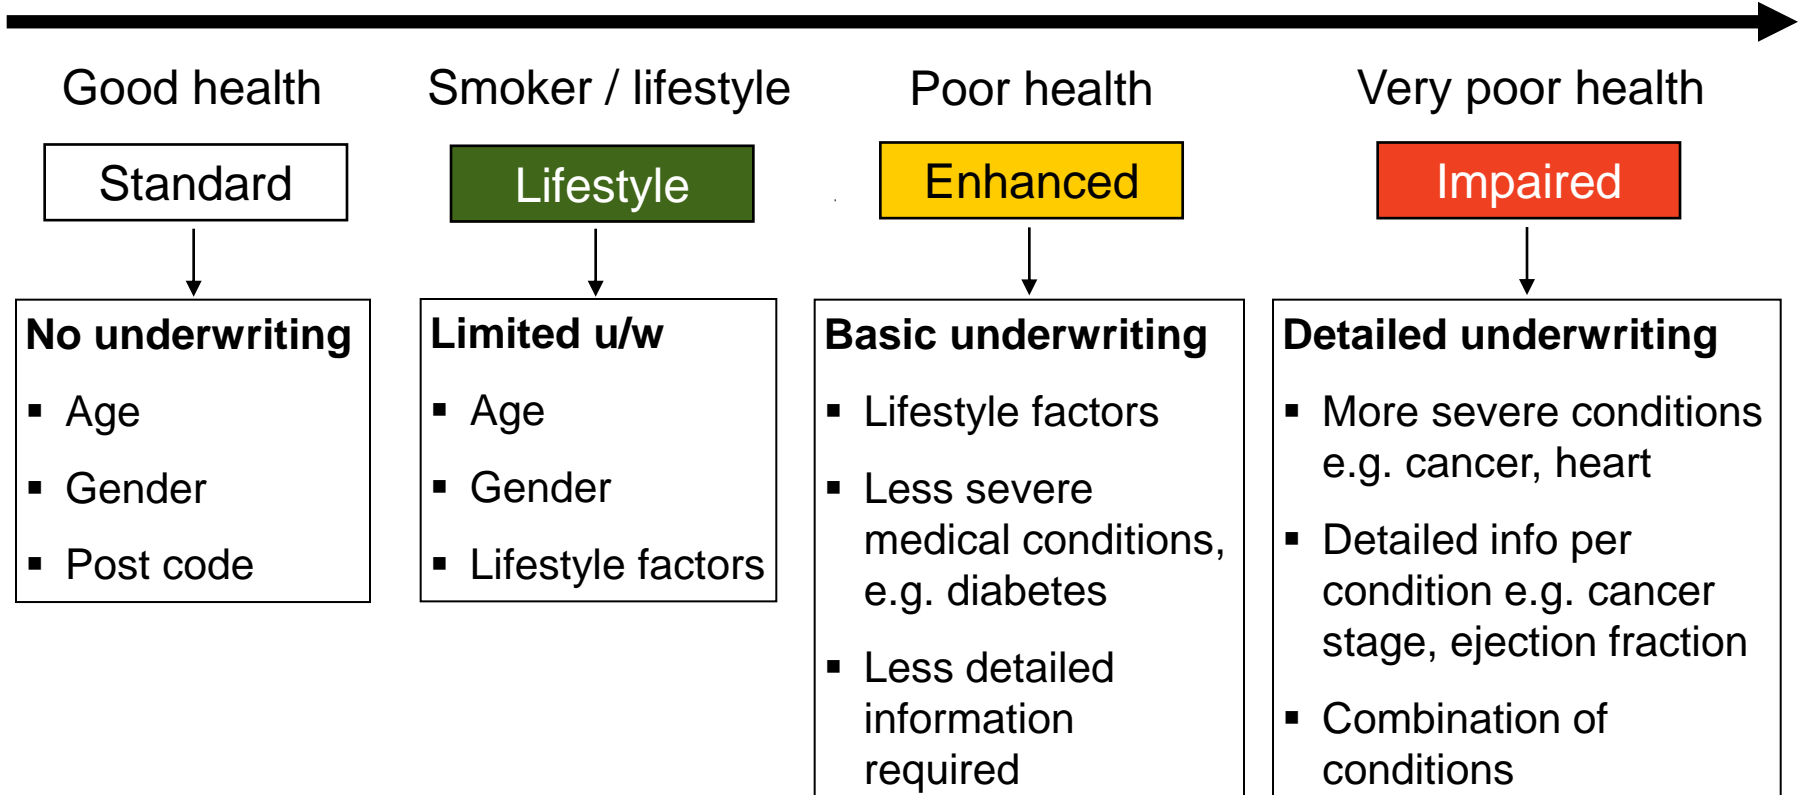 Good health
Smoker / lifestyle
Poor health
Very poor health
Standard
Lifestyle
Enhanced
Impaired
No underwriting
▪ Age
▪ Gender
▪ Post code
Limited u/w
▪ Age
▪ Gender
▪ Lifestyle factors
Basic underwriting
▪ Lifestyle factors
▪ Less severe
medical conditions,
e.g. diabetes
▪ Less detailed
information
required
Detailed underwriting
▪ More severe conditions
e.g. cancer, heart
▪ Detailed info per
condition e.g. cancer
stage, ejection fraction
▪ Combination of
conditions